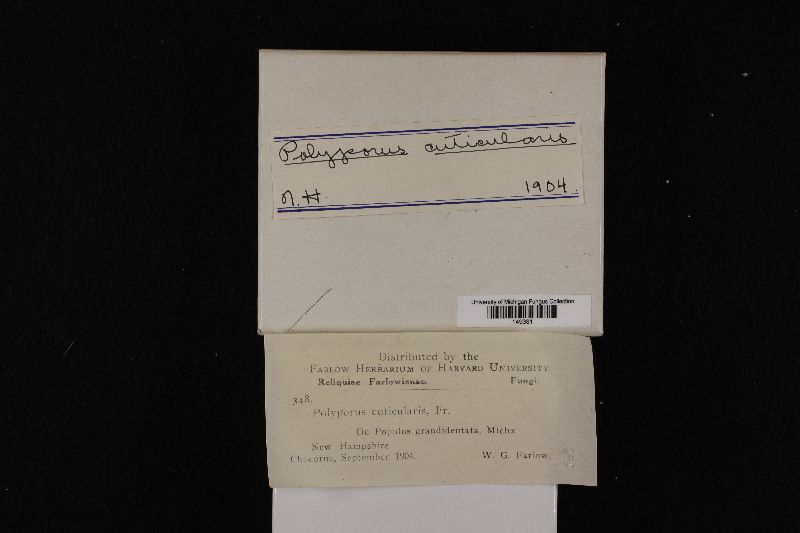 Polyporus cuticularis
N. H. 1904.
University of Michigan Fungus Collection
149381
Distributed by the
FARLOW HERBARIUM OF HARVARD UNIVERSITY
Reliquiae Farlowianae. Fungi.
348.
Polyporus cuticularis, Fr.
On Populus grandidentata, Michx
New Hampshire
Chocorua, September 1904. W. G. Farlow.